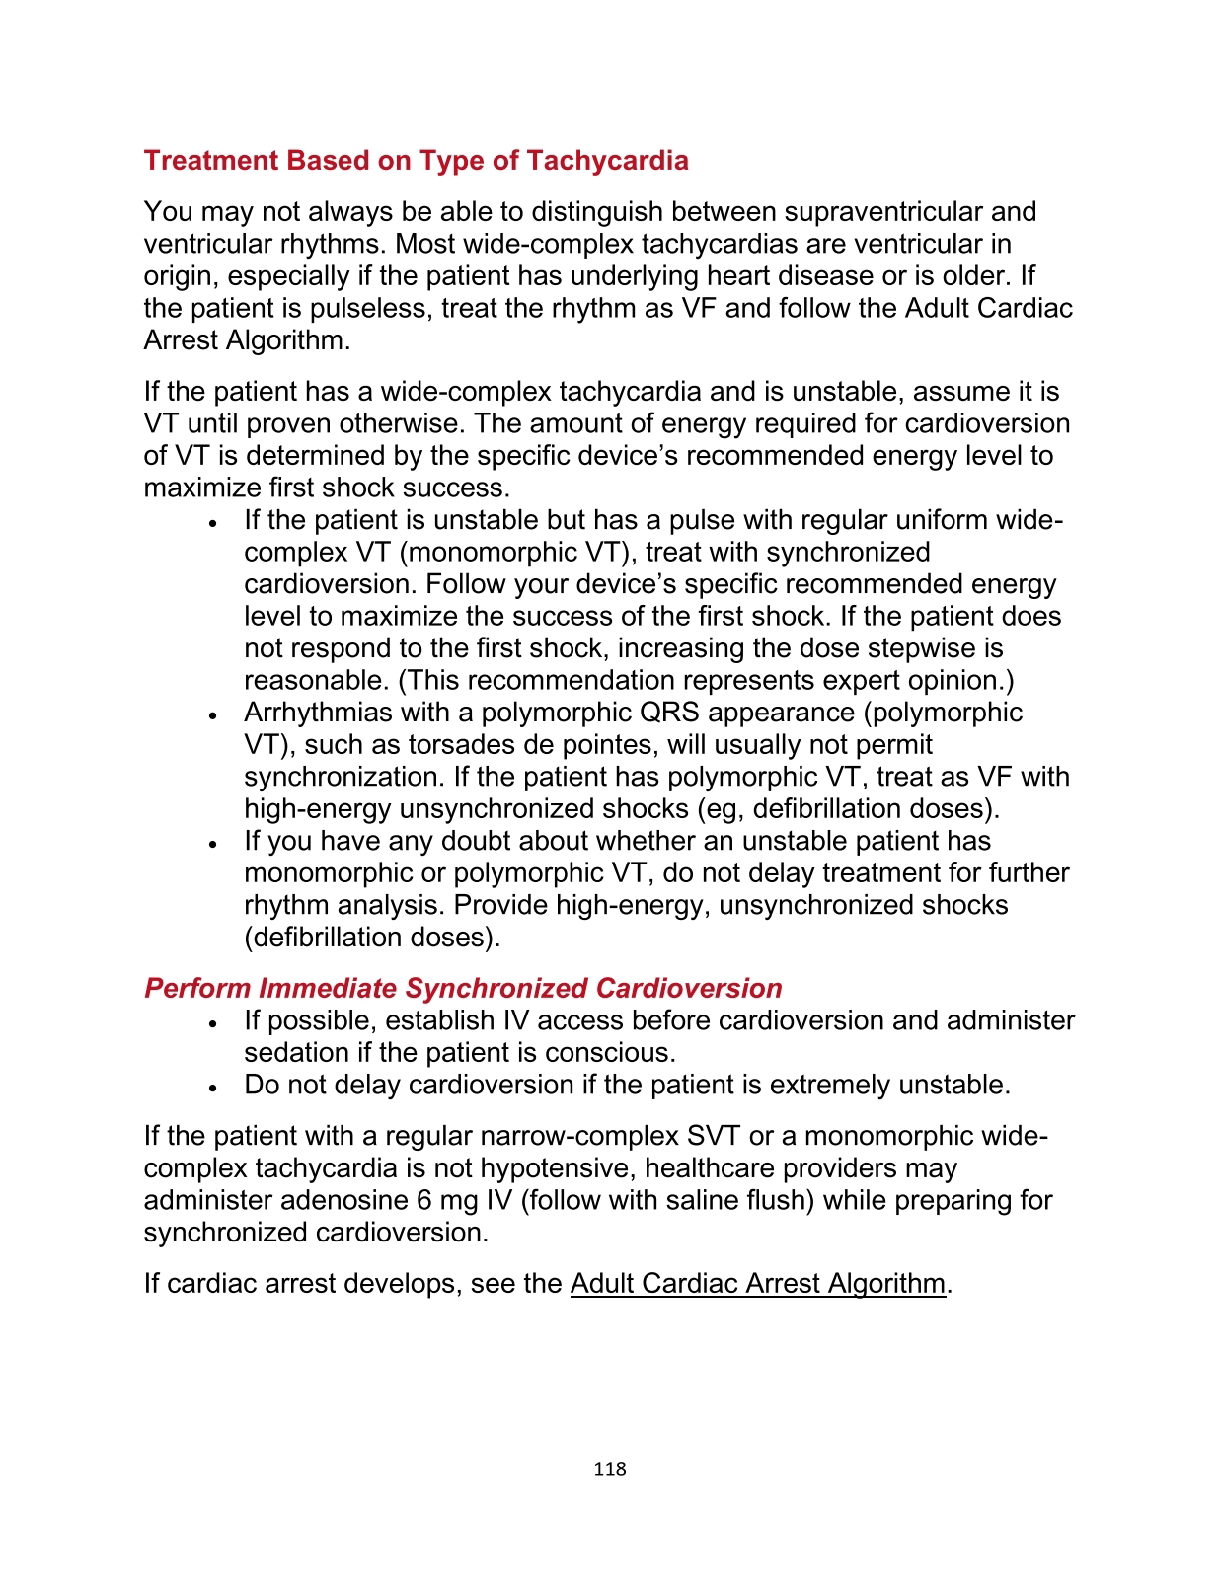 Treatment Based on Type of Tachycardia
You may not always be able to distinguish between supraventricular and
ventricular rhythms. Most wide-complex tachycardias are ventricular in
origin, especially if the patient has underlying heart disease or is older. If
the patient is pulseless, treat the rhythm as VF and follow the Adult Cardiac
Arrest Algorithm.
If the patient has a wide-complex tachycardia and is unstable, assume it is
VT until proven otherwise. The amount of energy required for cardioversion
of VT is determined by the specific device’s recommended energy level to
maximize first shock success.
• If the patient is unstable but has a pulse with regular uniform wide-
complex VT (monomorphic VT), treat with synchronized
cardioversion. Follow your device’s specific recommended energy
level to maximize the success of the first shock. If the patient does
not respond to the first shock, increasing the dose stepwise is
reasonable. (This recommendation represents expert opinion.)
• Arrhythmias with a polymorphic QRS appearance (polymorphic
VT), such as torsades de pointes, will usually not permit
synchronization. If the patient has polymorphic VT, treat as VF with
high-energy unsynchronized shocks (eg, defibrillation doses).
• If you have any doubt about whether an unstable patient has
monomorphic or polymorphic VT, do not delay treatment for further
rhythm analysis. Provide high-energy, unsynchronized shocks
(defibrillation doses).
Perform Immediate Synchronized Cardioversion
• If possible, establish IV access before cardioversion and administer
sedation if the patient is conscious.
• Do not delay cardioversion if the patient is extremely unstable.
If the patient with a regular narrow-complex SVT or a monomorphic wide-
complex tachycardia is not hypotensive, healthcare providers may
administer adenosine 6 mg IV (follow with saline flush) while preparing for
synchronized cardioversion.
If cardiac arrest develops, see the Adult Cardiac Arrest Algorithm.
118